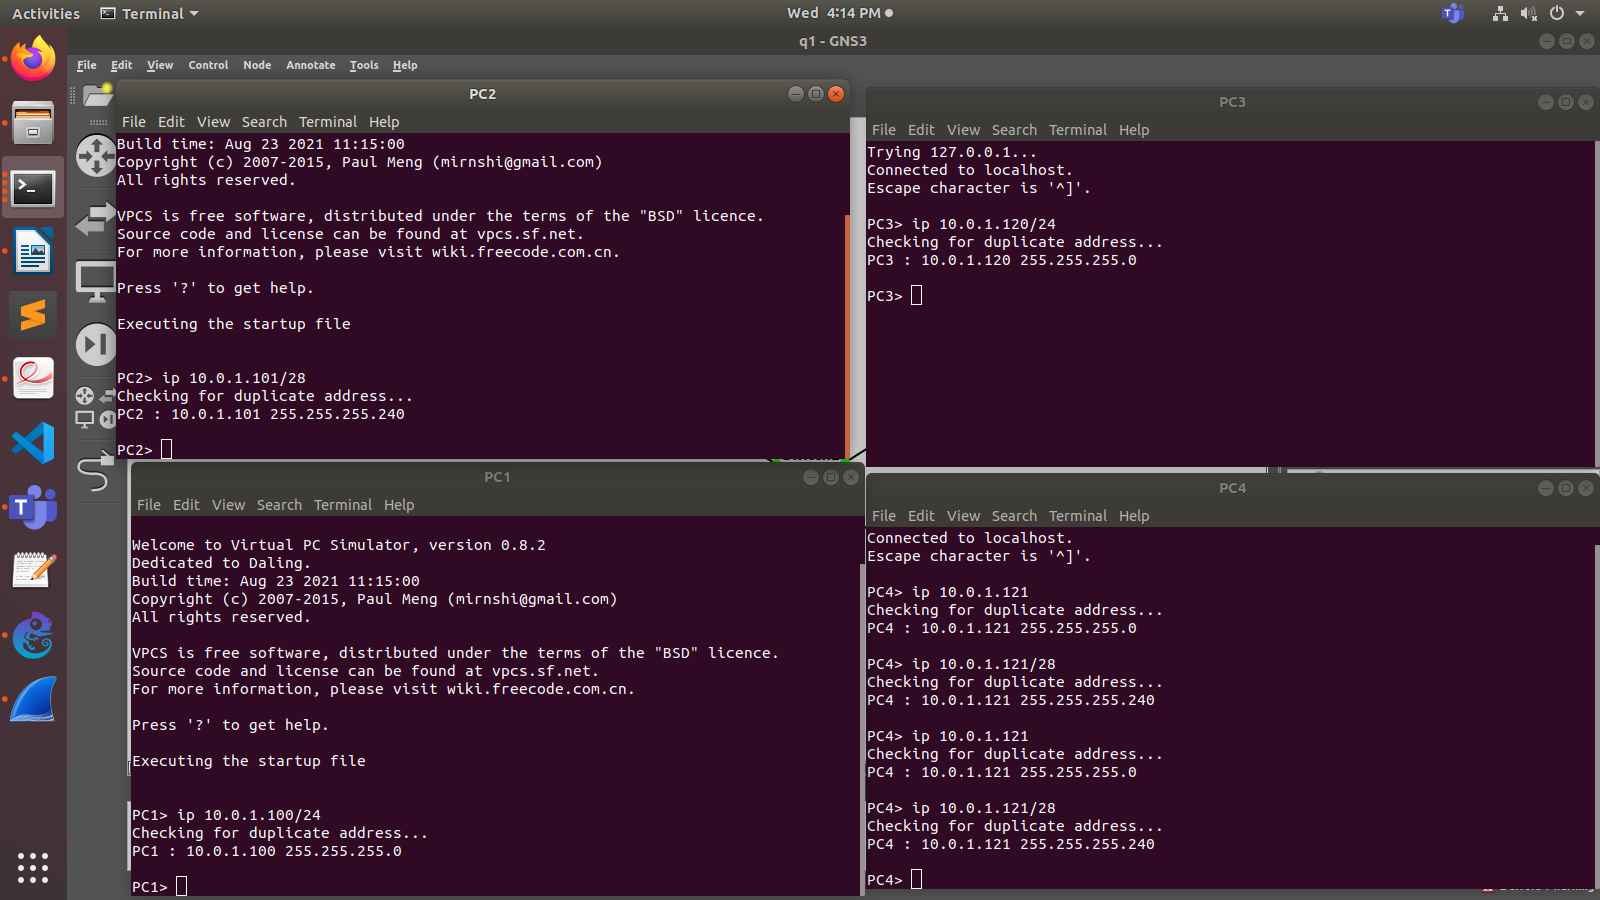 Activities
Terminal
Wed 4:14 PM
q1 - GNS3
File Edit View Control Node Annotate Tools Help
PC2
File Edit View Search Terminal Help
Build time: Aug 23 2021 11:15:00
Copyright (c) 2007-2015, Paul Meng (mirnshi@gmail.com)
All rights reserved.
VPCS is free software, distributed under the terms of the "BSD" licence.
Source code and license can be found at vpcs.sf.net.
For more information, please visit wiki.freecode.com.cn.
Press '?' to get help.
Executing the startup file
PC2> ip 10.0.1.101/28
Checking for duplicate address...
PC2 : 10.0.1.101 255.255.255.240
PC2>
PC3
File Edit View Search Terminal Help
Trying 127.0.0.1...
Connected to localhost.
Escape character is '^]'.
PC3> ip 10.0.1.120/24
Checking for duplicate address...
PC3 : 10.0.1.120 255.255.255.0
PC3>
PC1
File Edit View Search Terminal Help
Welcome to Virtual PC Simulator, version 0.8.2
Dedicated to Daling.
Build time: Aug 23 2021 11:15:00
Copyright (c) 2007-2015, Paul Meng (mirnshi@gmail.com)
All rights reserved.
VPCS is free software, distributed under the terms of the "BSD" licence.
Source code and license can be found at vpcs.sf.net.
For more information, please visit wiki.freecode.com.cn.
Press '?' to get help.
Executing the startup file
PC1> ip 10.0.1.100/24
Checking for duplicate address...
PC1 : 10.0.1.100 255.255.255.0
PC1>
PC4
File Edit View Search Terminal Help
Connected to localhost.
Escape character is '^]'.
PC4> ip 10.0.1.121
Checking for duplicate address...
PC4 : 10.0.1.121 255.255.255.0
PC4> ip 10.0.1.121/28
Checking for duplicate address...
PC4 : 10.0.1.121 255.255.255.240
PC4> ip 10.0.1.121
Checking for duplicate address...
PC4 : 10.0.1.121 255.255.255.0
PC4> ip 10.0.1.121/28
Checking for duplicate address...
PC4 : 10.0.1.121 255.255.255.240
PC4>